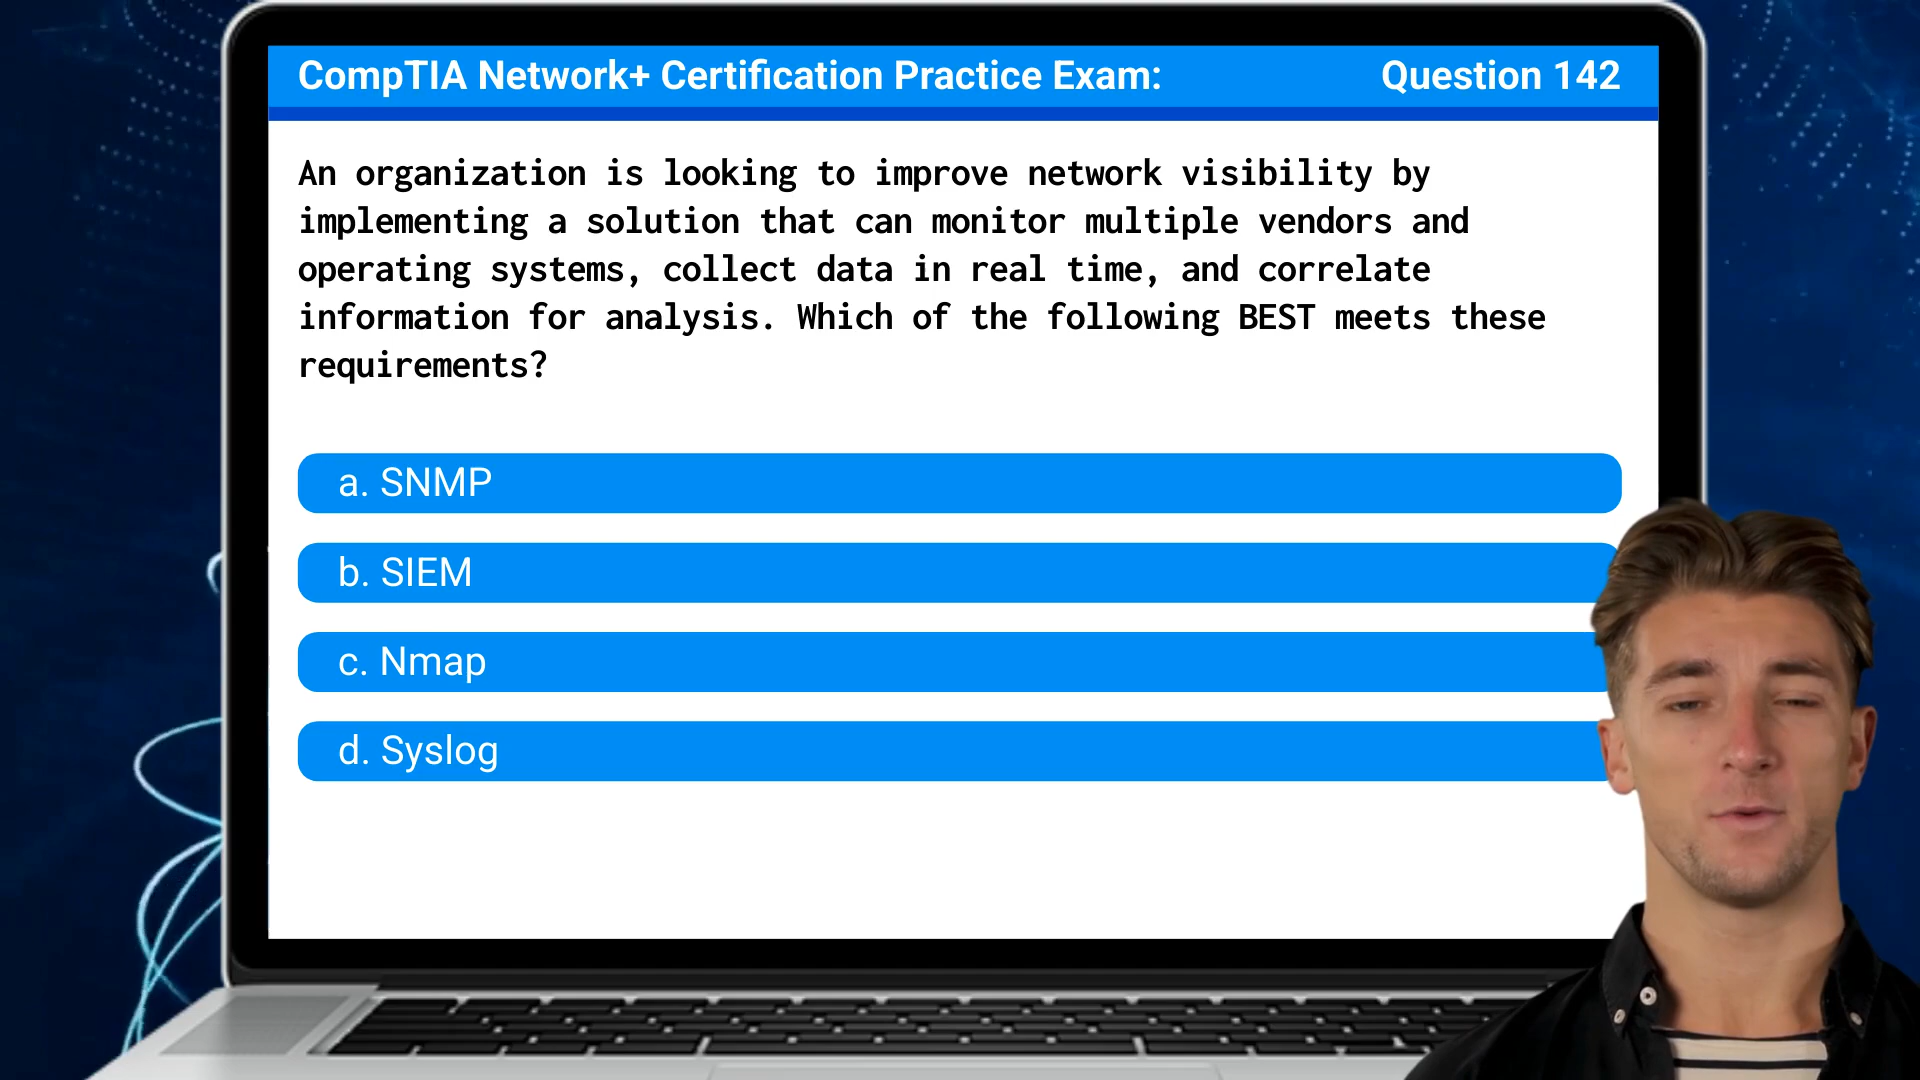 CompTIA Network+ Certification Practice Exam: Question 142
An organization is looking to improve network visibility by
implementing a solution that can monitor multiple vendors and
operating systems, collect data in real time, and correlate
information for analysis. Which of the following BEST meets these
requirements?
a. SNMP
b. SIEM
c. Nmap
d. Syslog